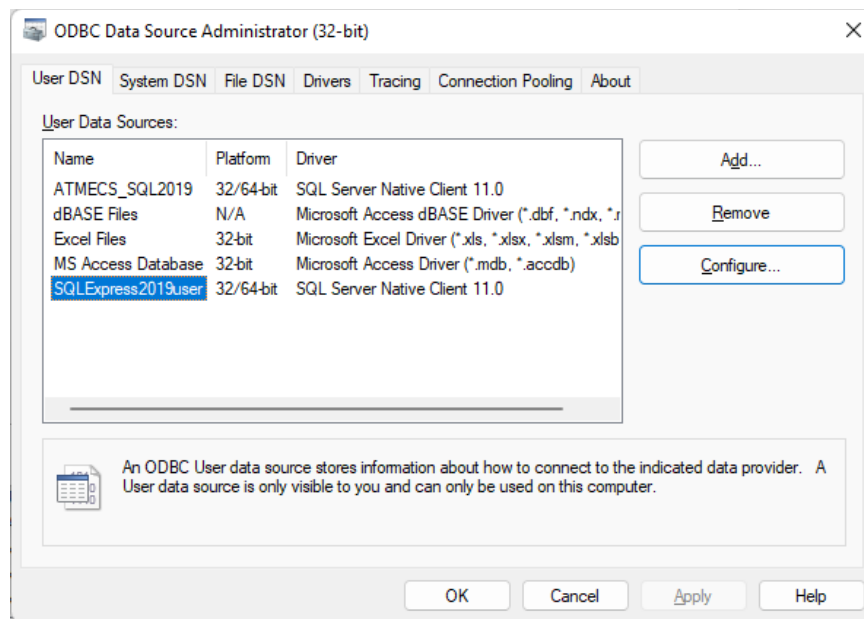 ODBC Data Source Administrator (32-bit)
User DSN System DSN File DSN Drivers Tracing Connection Pooling About
User Data Sources:
Name Platform Driver
ATMECS_SQL2019 32/64-bit SQL Server Native Client 11.0
dBASE Files N/A Microsoft Access dBASE Driver (*.dbf, *.ndx, *.r
Excel Files 32-bit Microsoft Excel Driver (*.xls, *.xlsx, *.xlsm, *.xlsb
MS Access Database 32-bit Microsoft Access Driver (*.mdb, *.accdb)
SQLExpress2019user 32/64-bit SQL Server Native Client 11.0
Add...
Remove
Configure...
An ODBC User data source stores information about how to connect to the indicated data provider. A
User data source is only visible to you and can only be used on this computer.
OK Cancel Apply Help